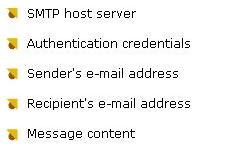 SMTP host server
Authentication credentials
Sender's e-mail address
Recipient's e-mail address
Message content